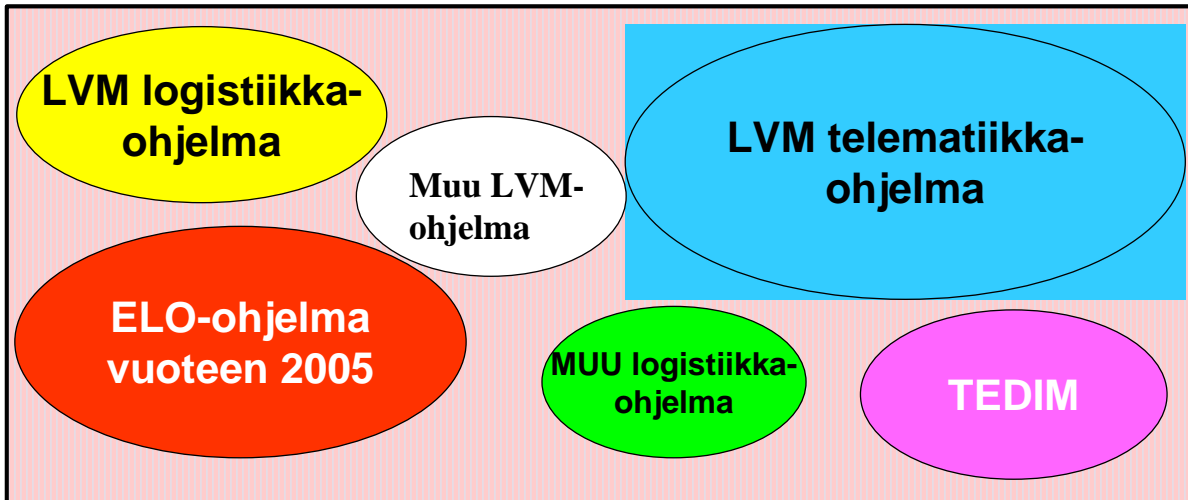 LVM logistiikka-
ohjelma
Muu LVM-
ohjelma
LVM telematiikka-
ohjelma
ELO-ohjelma
vuoteen 2005
MUU logistiikka-
ohjelma
TEDIM